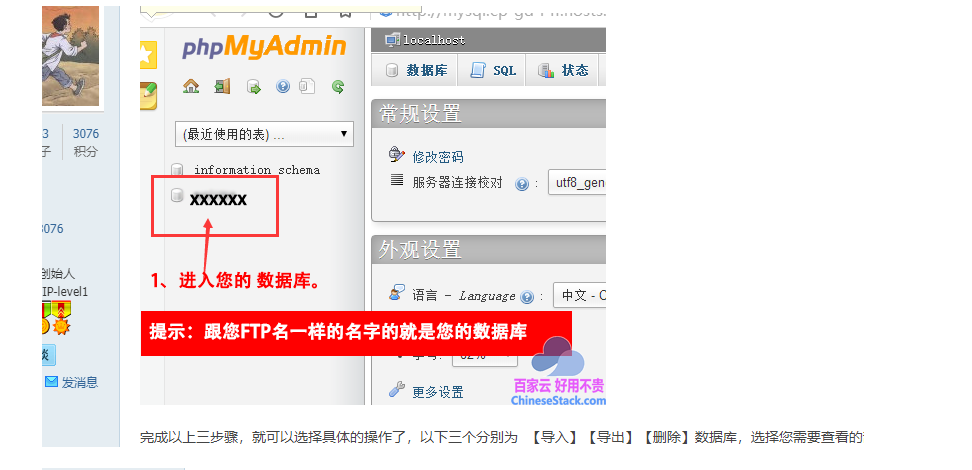 http://mysql.cp-gd
phpMyAdmin
localhost
数据库
SQL
状态
(最近使用的表) ...
information_schema
XXXXXX
1、进入您的 数据库。
提示：跟您FTP名一样的名字的就是您的数据库
常规设置
修改密码
服务器连接校对
:
utf8_gen
外观设置
语言 - Language
:
中文 - C
82%
更多设置
百家云 好用不贵
ChineseStack.com
3
3076
子
积分
3076
创始人
IP-level1
发消息
完成以上三步骤，就可以选择具体的操作了，以下三个分别为 【导入】【导出】【删除】数据库，选择您需要查看的